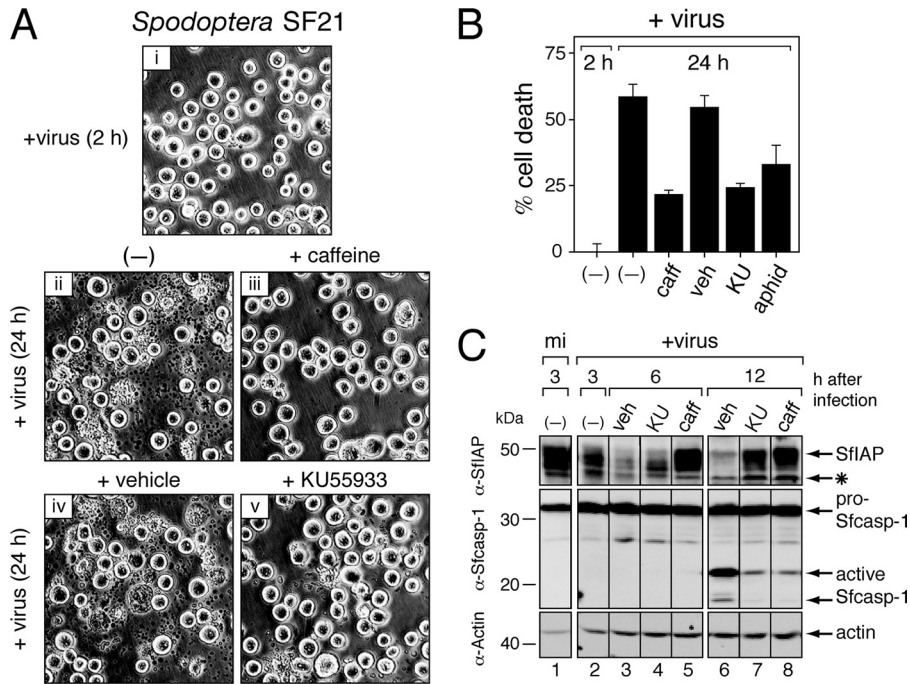 A
Spodoptera SF21
i
+virus (2 h)
(—)
+ caffeine
ii
iii
+ virus (24 h)
+ vehicle
+ KU55933
iv
v
+ virus (24 h)
B
+ virus
2 h
24 h
% cell death
75
50
25
0
(—)
(—)
caff
veh
KU
aphid
C
mi
+virus
3
3
6
12
h after
infection
(—)
(—)
veh
KU
caff
veh
KU
caff
kDa
α-SfIAP
50
SfIAP
*
α-Sfcasp-1
30
20
pro-
Sfcasp-1
active
Sfcasp-1
α-Actin
40
actin
1 2 3 4 5 6 7 8